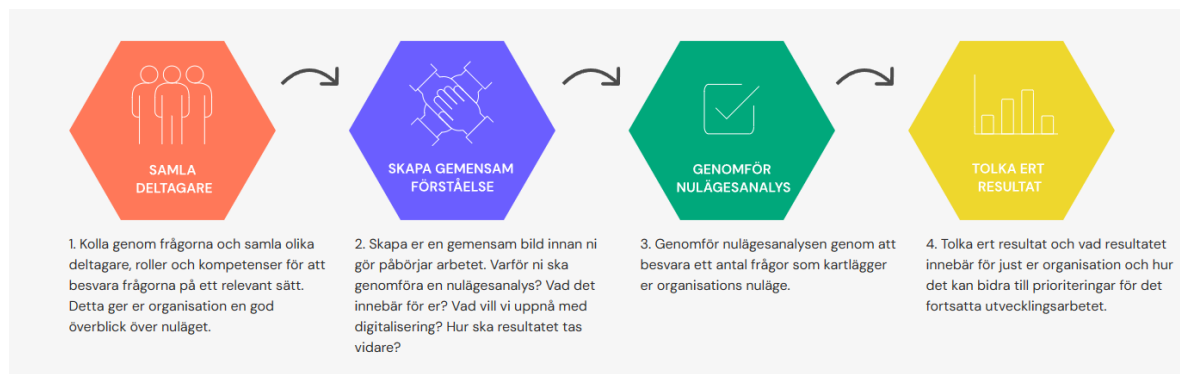 SAMLA
DELTAGARE
SKAPA GEMENSAM
FÖRSTÅELSE
GENOMFÖR
NULÄGESANALYS
TOLKA ERT
RESULTAT
1. Kolla genom frågorna och samla olika
deltagare, roller och kompetenser för att
besvara frågorna på ett relevant sätt.
Detta ger er organisation en god
överblick över nuläget.
2. Skapa er en gemensam bild innan ni
gör påbörjar arbetet. Varför ni ska
genomföra en nulägesanalys? Vad det
innebär för er? Vad vill vi uppnå med
digitalisering? Hur ska resultatet tas
vidare?
3. Genomför nulägesanalysen genom att
besvara ett antal frågor som kartlägger
er organisations nuläge.
4. Tolka ert resultat och vad resultatet
innebär för just er organisation och hur
det kan bidra till prioriteringar för det
fortsatta utvecklingsarbetet.